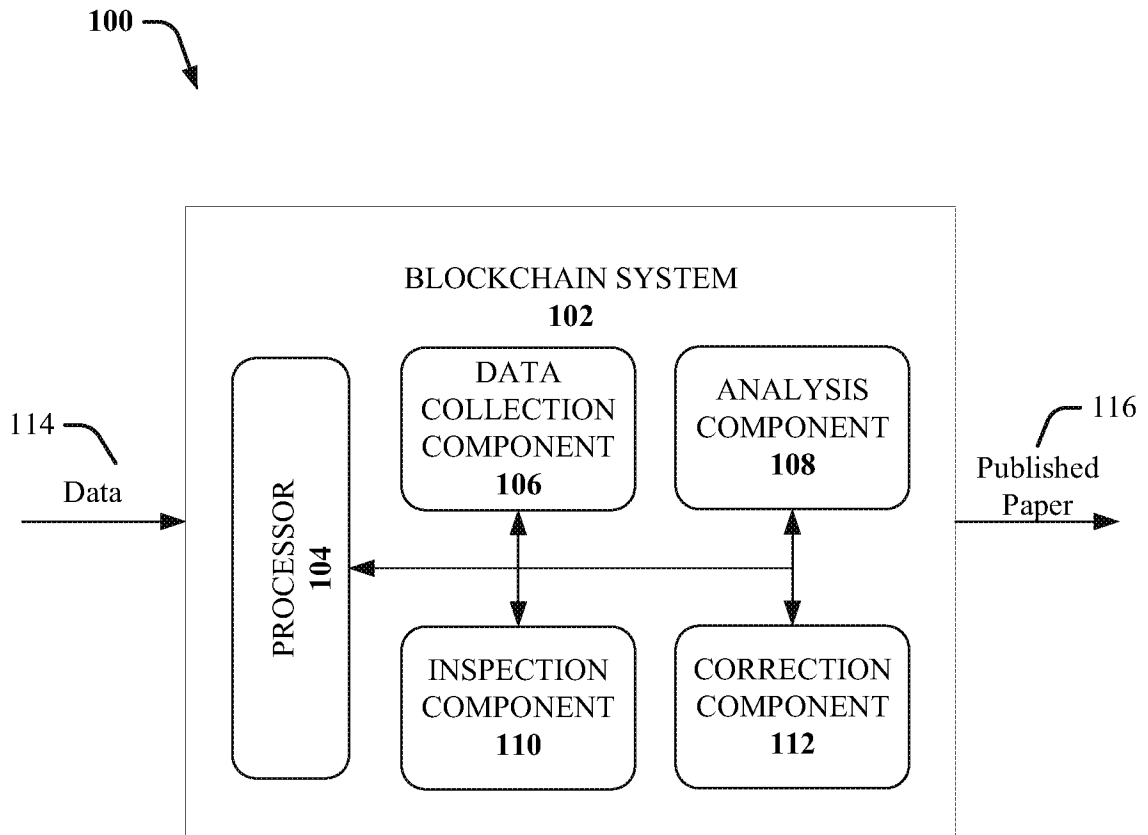 100
BLOCKCHAIN SYSTEM
102
PROCESSOR
104
DATA
COLLECTION
COMPONENT
106
ANALYSIS
COMPONENT
108
114
Data
116
Published
Paper
INSPECTION
COMPONENT
110
CORRECTION
COMPONENT
112